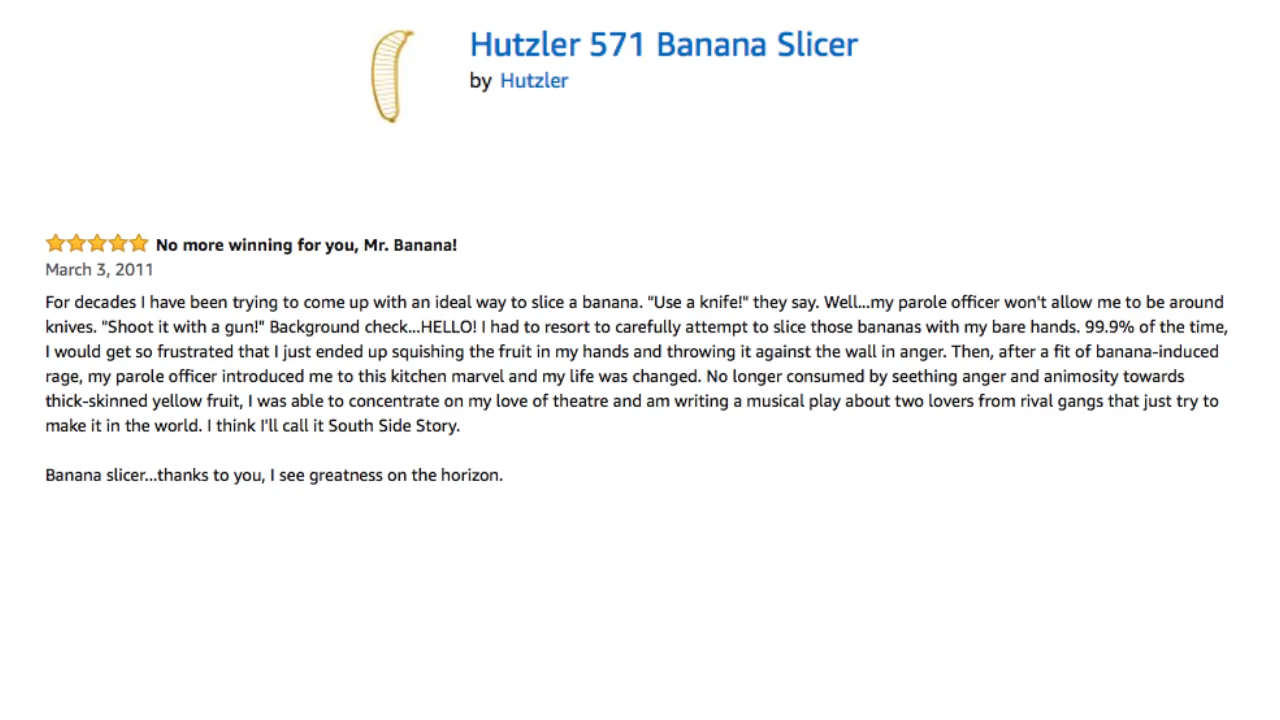 Hutzler 571 Banana Slicer
by Hutzler
No more winning for you, Mr. Banana!
March 3, 2011
For decades I have been trying to come up with an ideal way to slice a banana. "Use a knife!" they say. Well...my parole officer won't allow me to be around
knives. "Shoot it with a gun!" Background check...HELLO! I had to resort to carefully attempt to slice those bananas with my bare hands. 99.9% of the time,
I would get so frustrated that I just ended up squishing the fruit in my hands and throwing it against the wall in anger. Then, after a fit of banana-induced
rage, my parole officer introduced me to this kitchen marvel and my life was changed. No longer consumed by seething anger and animosity towards
thick-skinned yellow fruit, I was able to concentrate on my love of theatre and am writing a musical play about two lovers from rival gangs that just try to
make it in the world. I think I'll call it South Side Story.
Banana slicer...thanks to you, I see greatness on the horizon.